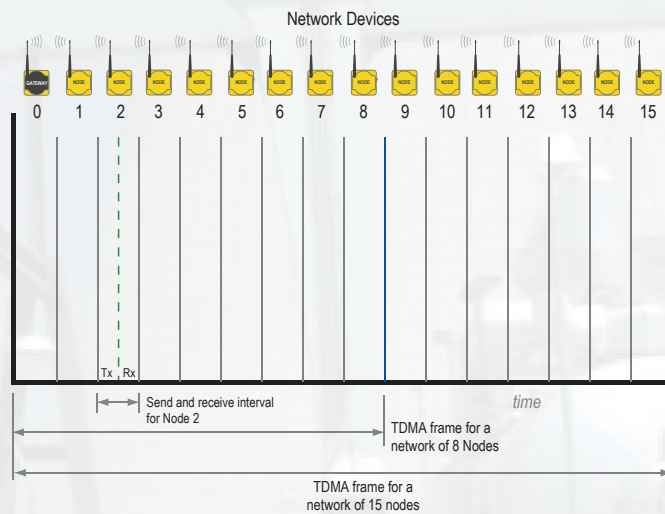 Network Devices
GATEWAY NODE NODE NODE NODE NODE NODE NODE NODE NODE NODE NODE NODE NODE NODE NODE
0 1 2 3 4 5 6 7 8 9 10 11 12 13 14 15
Tx Rx
Send and receive interval
for Node 2
time
TDMA frame for a
network of 8 Nodes
TDMA frame for a
network of 15 nodes